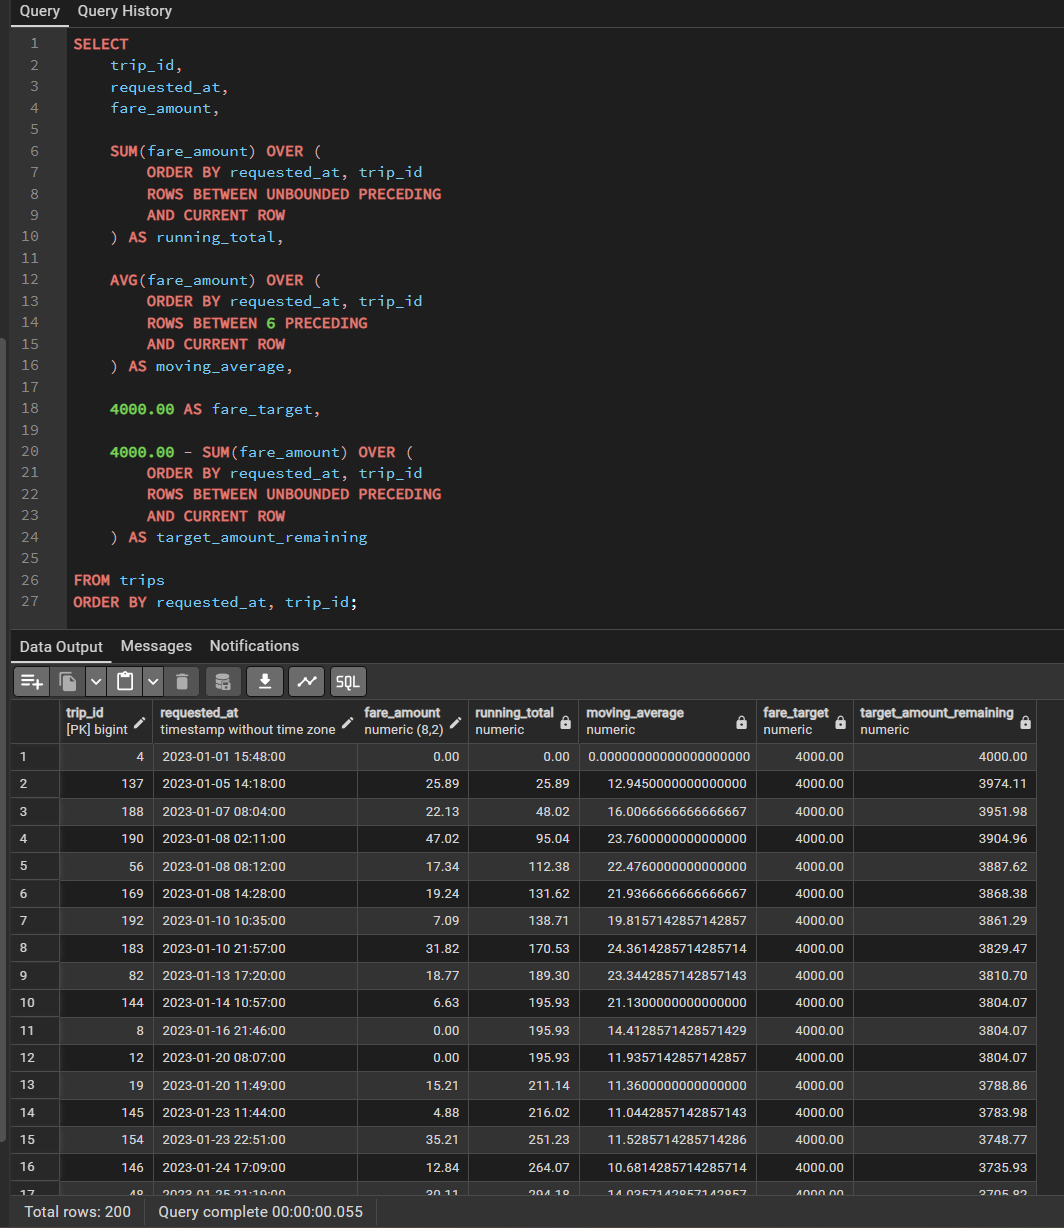 Query Query History
1 SELECT
2 trip_id,
3 requested_at,
4 fare_amount,
5
6 SUM(fare_amount) OVER (
7 ORDER BY requested_at, trip_id
8 ROWS BETWEEN UNBOUNDED PRECEDING
9 AND CURRENT ROW
10 ) AS running_total,
11
12 AVG(fare_amount) OVER (
13 ORDER BY requested_at, trip_id
14 ROWS BETWEEN 6 PRECEDING
15 AND CURRENT ROW
16 ) AS moving_average,
17
18 4000.00 AS fare_target,
19
20 4000.00 - SUM(fare_amount) OVER (
21 ORDER BY requested_at, trip_id
22 ROWS BETWEEN UNBOUNDED PRECEDING
23 AND CURRENT ROW
24 ) AS target_amount_remaining
25
26 FROM trips
27 ORDER BY requested_at, trip_id;
Data Output Messages Notifications
SQL
trip_id requested_at fare_amount running_total moving_average fare_target target_amount_remaining
[PK] bigint timestamp without time zone numeric (8,2) numeric numeric numeric numeric
1 4 2023-01-01 15:48:00 0.00 0.00 0.00000000000000000000 4000.00 4000.00
2 137 2023-01-05 14:18:00 25.89 25.89 12.9450000000000000 4000.00 3974.11
3 188 2023-01-07 08:04:00 22.13 48.02 16.0066666666666667 4000.00 3951.98
4 190 2023-01-08 02:11:00 47.02 95.04 23.7600000000000000 4000.00 3904.96
5 56 2023-01-08 08:12:00 17.34 112.38 22.4760000000000000 4000.00 3887.62
6 169 2023-01-08 14:28:00 19.24 131.62 21.9366666666666667 4000.00 3868.38
7 192 2023-01-10 10:35:00 7.09 138.71 19.8157142857142857 4000.00 3861.29
8 183 2023-01-10 21:57:00 31.82 170.53 24.3614285714285714 4000.00 3829.47
9 82 2023-01-13 17:20:00 18.77 189.30 23.3442857142857143 4000.00 3810.70
10 144 2023-01-14 10:57:00 6.63 195.93 21.1300000000000000 4000.00 3804.07
11 8 2023-01-16 21:46:00 0.00 195.93 14.4128571428571429 4000.00 3804.07
12 12 2023-01-20 08:07:00 0.00 195.93 11.9357142857142857 4000.00 3804.07
13 19 2023-01-20 11:49:00 15.21 211.14 11.3600000000000000 4000.00 3788.86
14 145 2023-01-23 11:44:00 4.88 216.02 11.0442857142857143 4000.00 3783.98
15 154 2023-01-23 22:51:00 35.21 251.23 11.5285714285714286 4000.00 3748.77
16 146 2023-01-24 17:09:00 12.84 264.07 10.6814285714285714 4000.00 3735.93
17 48 2023-01-25 21:19:00 30.11 294.18 14.0357142857142857 4000.00 3705.82
Total rows: 200 Query complete 00:00:00.055